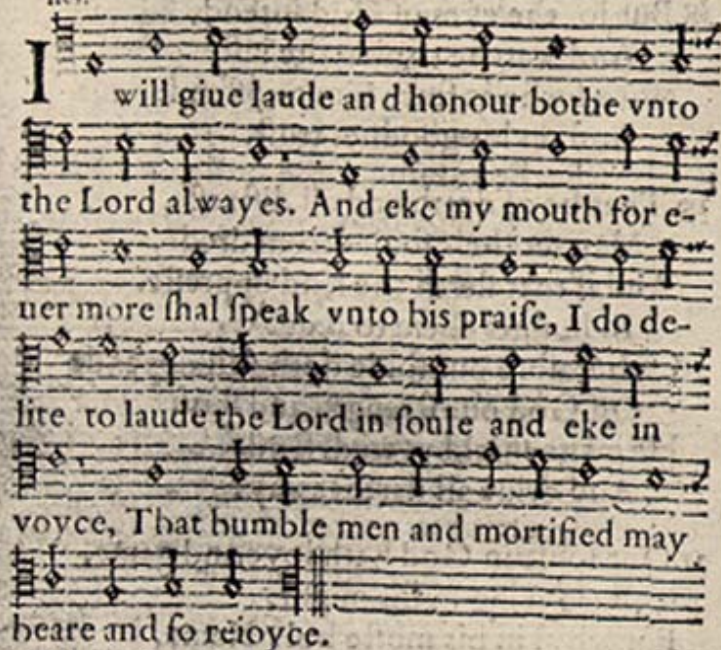 I will giue laude and honour bothe vnto
the Lord alwayes. And eke my mouth for e-
uer more ſhal ſpeak vnto his praiſe, I do de-
lite to laude the Lord in ſoule and eke in
voyce, That humble men and mortified may
heare and ſo reioyce.